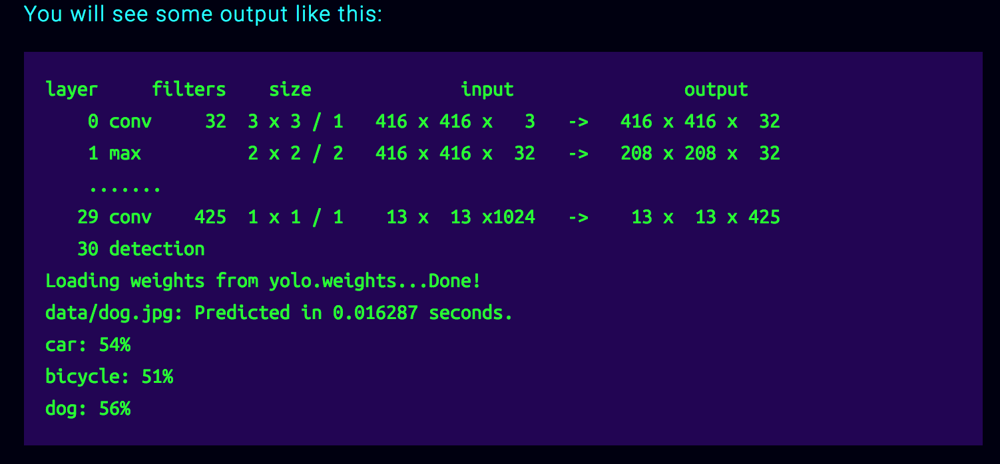 You will see some output like this:
layer     filters    size              input                output
    0 conv     32  3 x 3 / 1   416 x 416 x   3   ->   416 x 416 x  32
    1 max          2 x 2 / 2   416 x 416 x  32   ->   208 x 208 x  32
    .......
   29 conv    425  1 x 1 / 1    13 x  13 x1024   ->    13 x  13 x 425
   30 detection
Loading weights from yolo.weights...Done!
data/dog.jpg: Predicted in 0.016287 seconds.
car: 54%
bicycle: 51%
dog: 56%